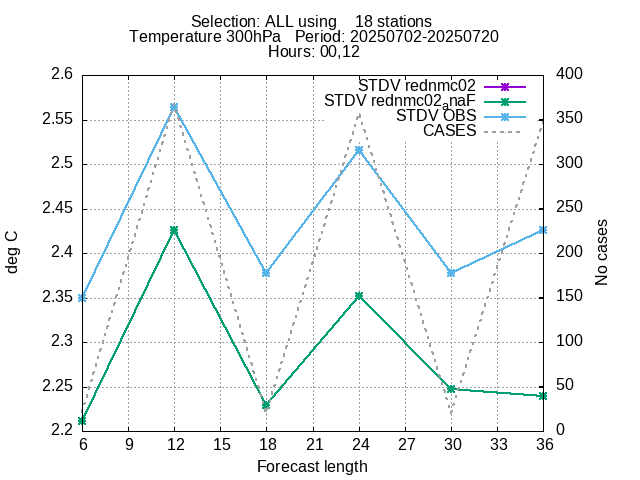 Selection: ALL using    18 stations
Temperature 300hPa   Period: 20250702-20250720
Hours: 00,12
STDV rednmc02
STDV rednmc02anaF
STDV OBS
CASES
2.6
2.55
2.5
2.45
2.4
2.35
2.3
2.25
2.2
deg C
400
350
300
250
200
150
100
50
0
No cases
6 9 12 15 18 21 24 27 30 33 36
Forecast length